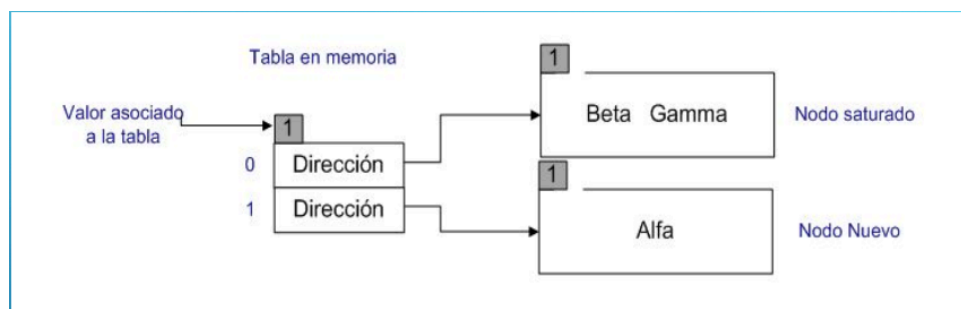 Tabla en memoria
Valor asociado
a la tabla
1
0 Dirección
1 Dirección
1
Beta Gamma
Nodo saturado
1
Alfa
Nodo Nuevo